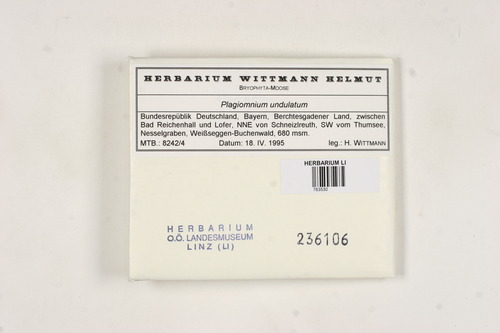 HERBARIUM WITTMANN HELMUT
BRYOPHYTA-MOOSE
Plagiomnium undulatum
Bundesrepublik Deutschland, Bayern, Berchtesgadener Land, zwischen
Bad Reichenhall und Lofer, NNE von Schneizlreuth, SW vom Thumsee,
Nesselgraben, Weißseggen-Buchenwald, 680 msm.
MTB.: 8242/4 Datum: 18. IV. 1995 leg.: H. WITTMANN
HERBARIUM LI
763530
HERBARIUM
O.Ö. LANDESMUSEUM
LINZ (LI)
236106